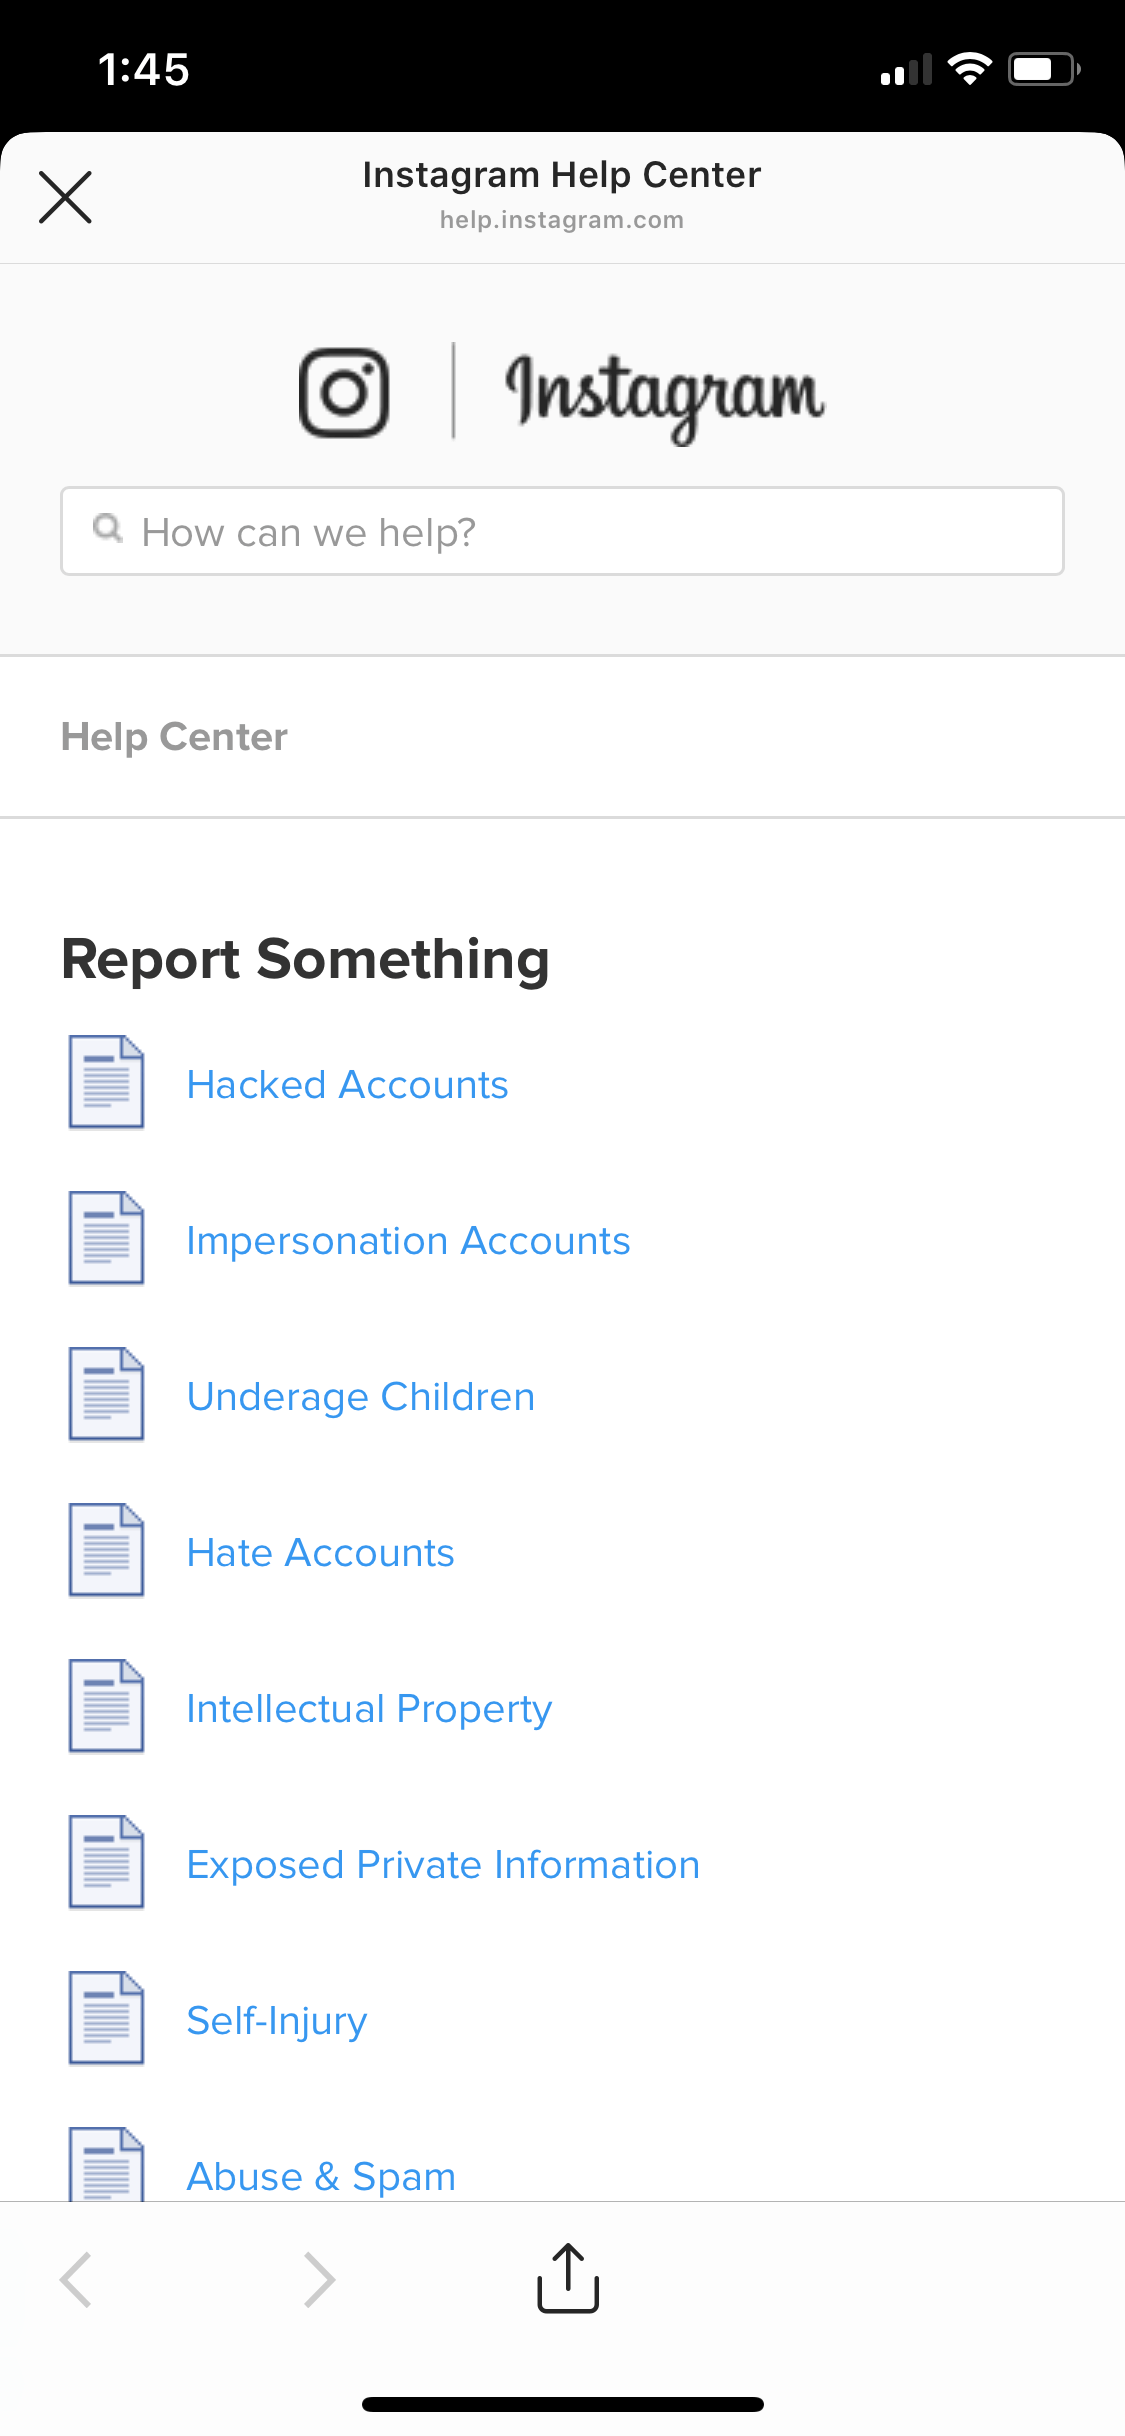 1:45
Instagram Help Center
help.instagram.com
Instagram
How can we help?
Help Center
Report Something
Hacked Accounts
Impersonation Accounts
Underage Children
Hate Accounts
Intellectual Property
Exposed Private Information
Self-Injury
Abuse & Spam